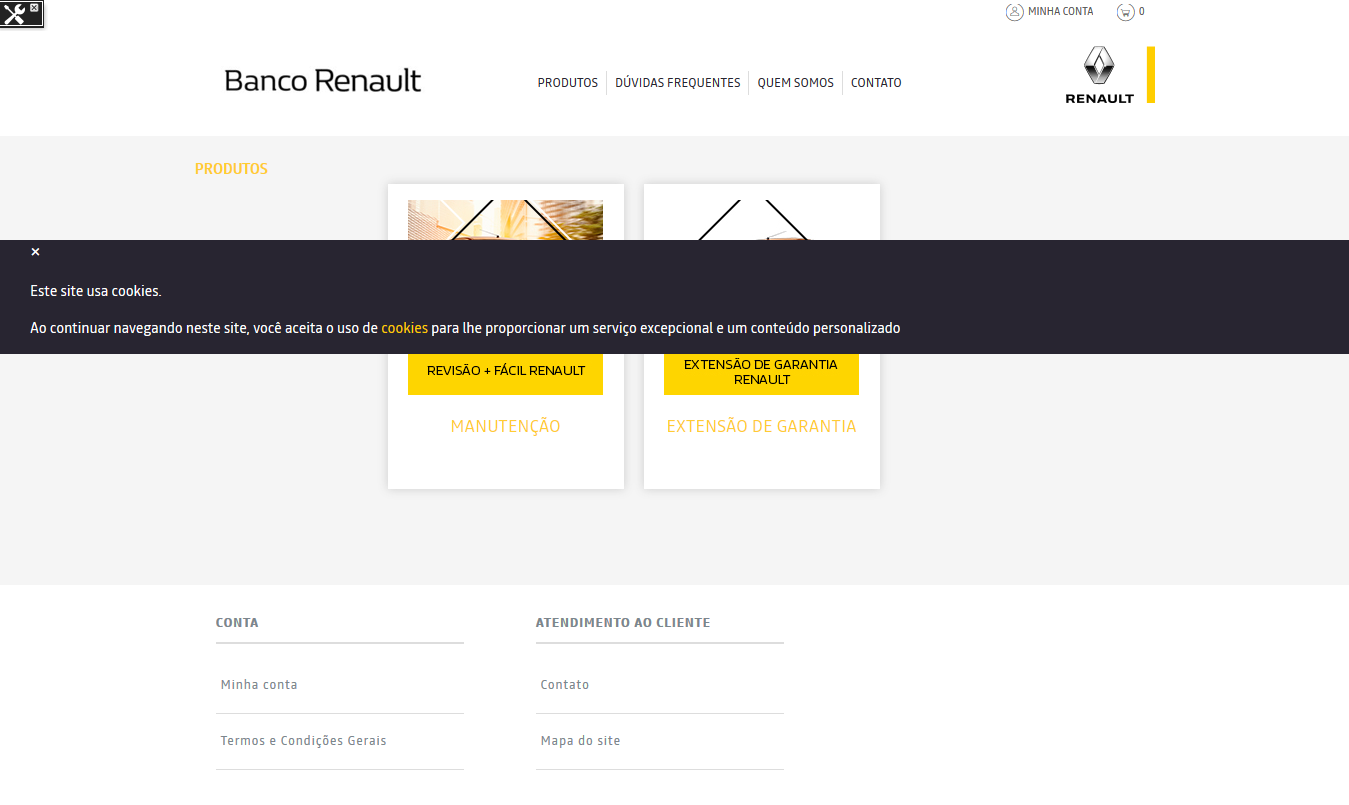 MINHA CONTA 0
Banco Renault
PRODUTOS DÚVIDAS FREQUENTES QUEM SOMOS CONTATO
RENAULT
PRODUTOS
×
Este site usa cookies.
Ao continuar navegando neste site, você aceita o uso de cookies para lhe proporcionar um serviço excepcional e um conteúdo personalizado
REVISÃO + FÁCIL RENAULT
EXTENSÃO DE GARANTIA
RENAULT
MANUTENÇÃO
EXTENSÃO DE GARANTIA
CONTA
Minha conta
Termos e Condições Gerais
ATENDIMENTO AO CLIENTE
Contato
Mapa do site